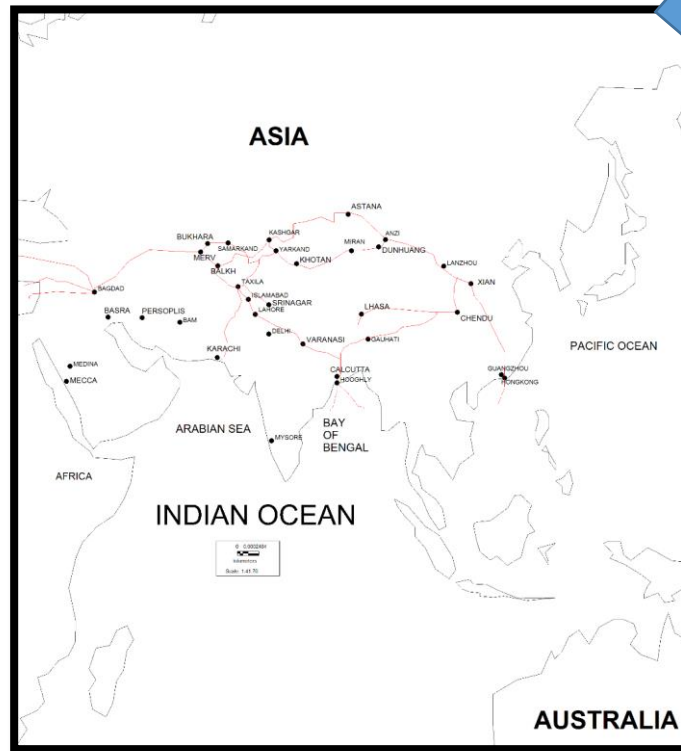 ASIA
ASTANA
BUKHARA
SAMARKAND
KASHGAR
ANZI
MERV
YARKAND
MIRAN
DUNHUANG
BALKH
KHOTAN
LANZHOU
TAXILA
XIAN
BAGDAD
ISLAMABAD
SRINAGAR
LAHORE
LHASA
BASRA
PERSOPLIS
BAM
CHENDU
DELHI
VARANASI
GAUHATI
KARACHI
PACIFIC OCEAN
MEDINA
MECCA
CALCUTTA
HOOGHLY
GUANGZHOU
HONGKONG
ARABIAN SEA
BAY
OF
BENGAL
MYSORE
AFRICA
INDIAN OCEAN
kilometers
AUSTRALIA